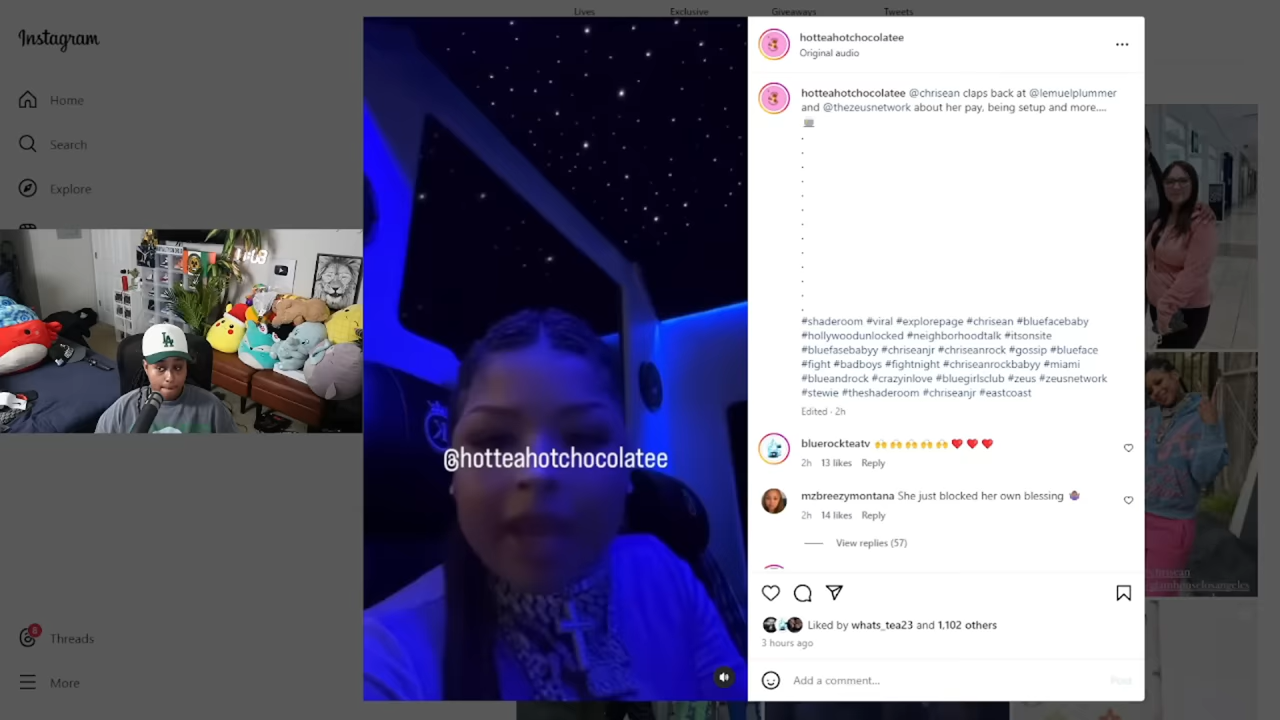 Lives
Exclusive
Giveaways
Tweets
Instagram
Home
Search
Explore
Threads
More
@hotteahotchocolatee
hotteahotchocolatee
Original audio
hotteahotchocolatee @chrisean claps back at @lemuelplummer
and @thezeusnetwork about her pay, being setup and more....
.
.
.
.
.
.
.
.
.
.
.
.
.
#shaderoom #viral #explorepage #chrisean #bluefacebaby
#hollywoodunlocked #neighborhoodtalk #itsonsite
#bluefasebabyy #chriseanjr #chriseanrock #gossip #blueface
#fight #badboys #fightnight #chriseanrockbabyy #miami
#blueandrock #crazyinlove #bluegirlsclub #zeus #zeusnetwork
#stewie #theshaderoom #chriseanjr #eastcoast
Edited · 2h
bluerockteatv 🙌🙌🙌🙌🙌❤️❤️❤️
2h 13 likes Reply
mzbreezymontana She just blocked her own blessing
2h 14 likes Reply
View replies (57)
Liked by whats_tea23 and 1,102 others
3 hours ago
Add a comment...
Post
LA